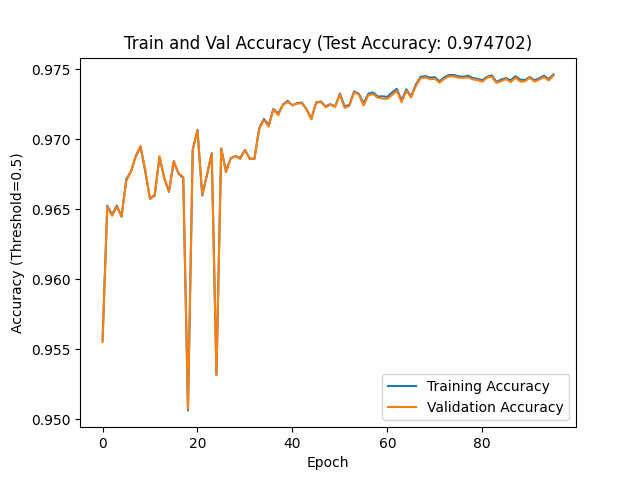 Train and Val Accuracy (Test Accuracy: 0.974702)
Accuracy (Threshold=0.5)
0.975
0.970
0.965
0.960
0.955
0.950
Training Accuracy
Validation Accuracy
0 20 40 60 80
Epoch